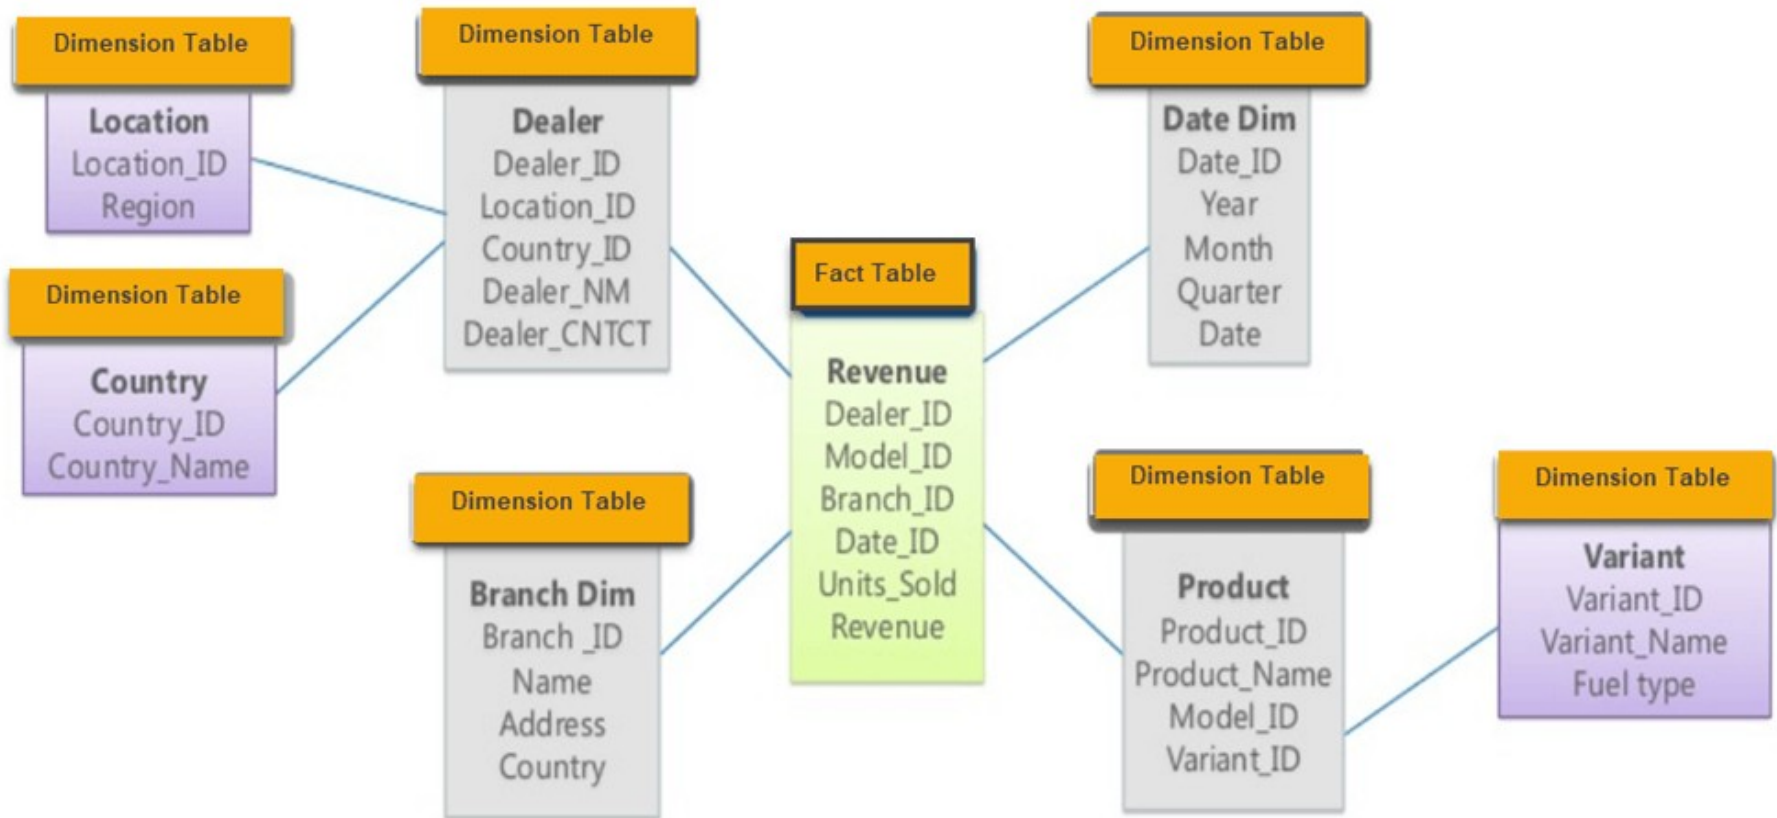 Dimension Table
Location
Location_ID
Region
Dimension Table
Country
Country_ID
Country_Name
Dimension Table
Dealer
Dealer_ID
Location_ID
Country_ID
Dealer_NM
Dealer_CNTCT
Dimension Table
Branch Dim
Branch _ID
Name
Address
Country
Fact Table
Revenue
Dealer_ID
Model_ID
Branch_ID
Date_ID
Units_Sold
Revenue
Dimension Table
Date Dim
Date_ID
Year
Month
Quarter
Date
Dimension Table
Product
Product_ID
Product_Name
Model_ID
Variant_ID
Dimension Table
Variant
Variant_ID
Variant_Name
Fuel type